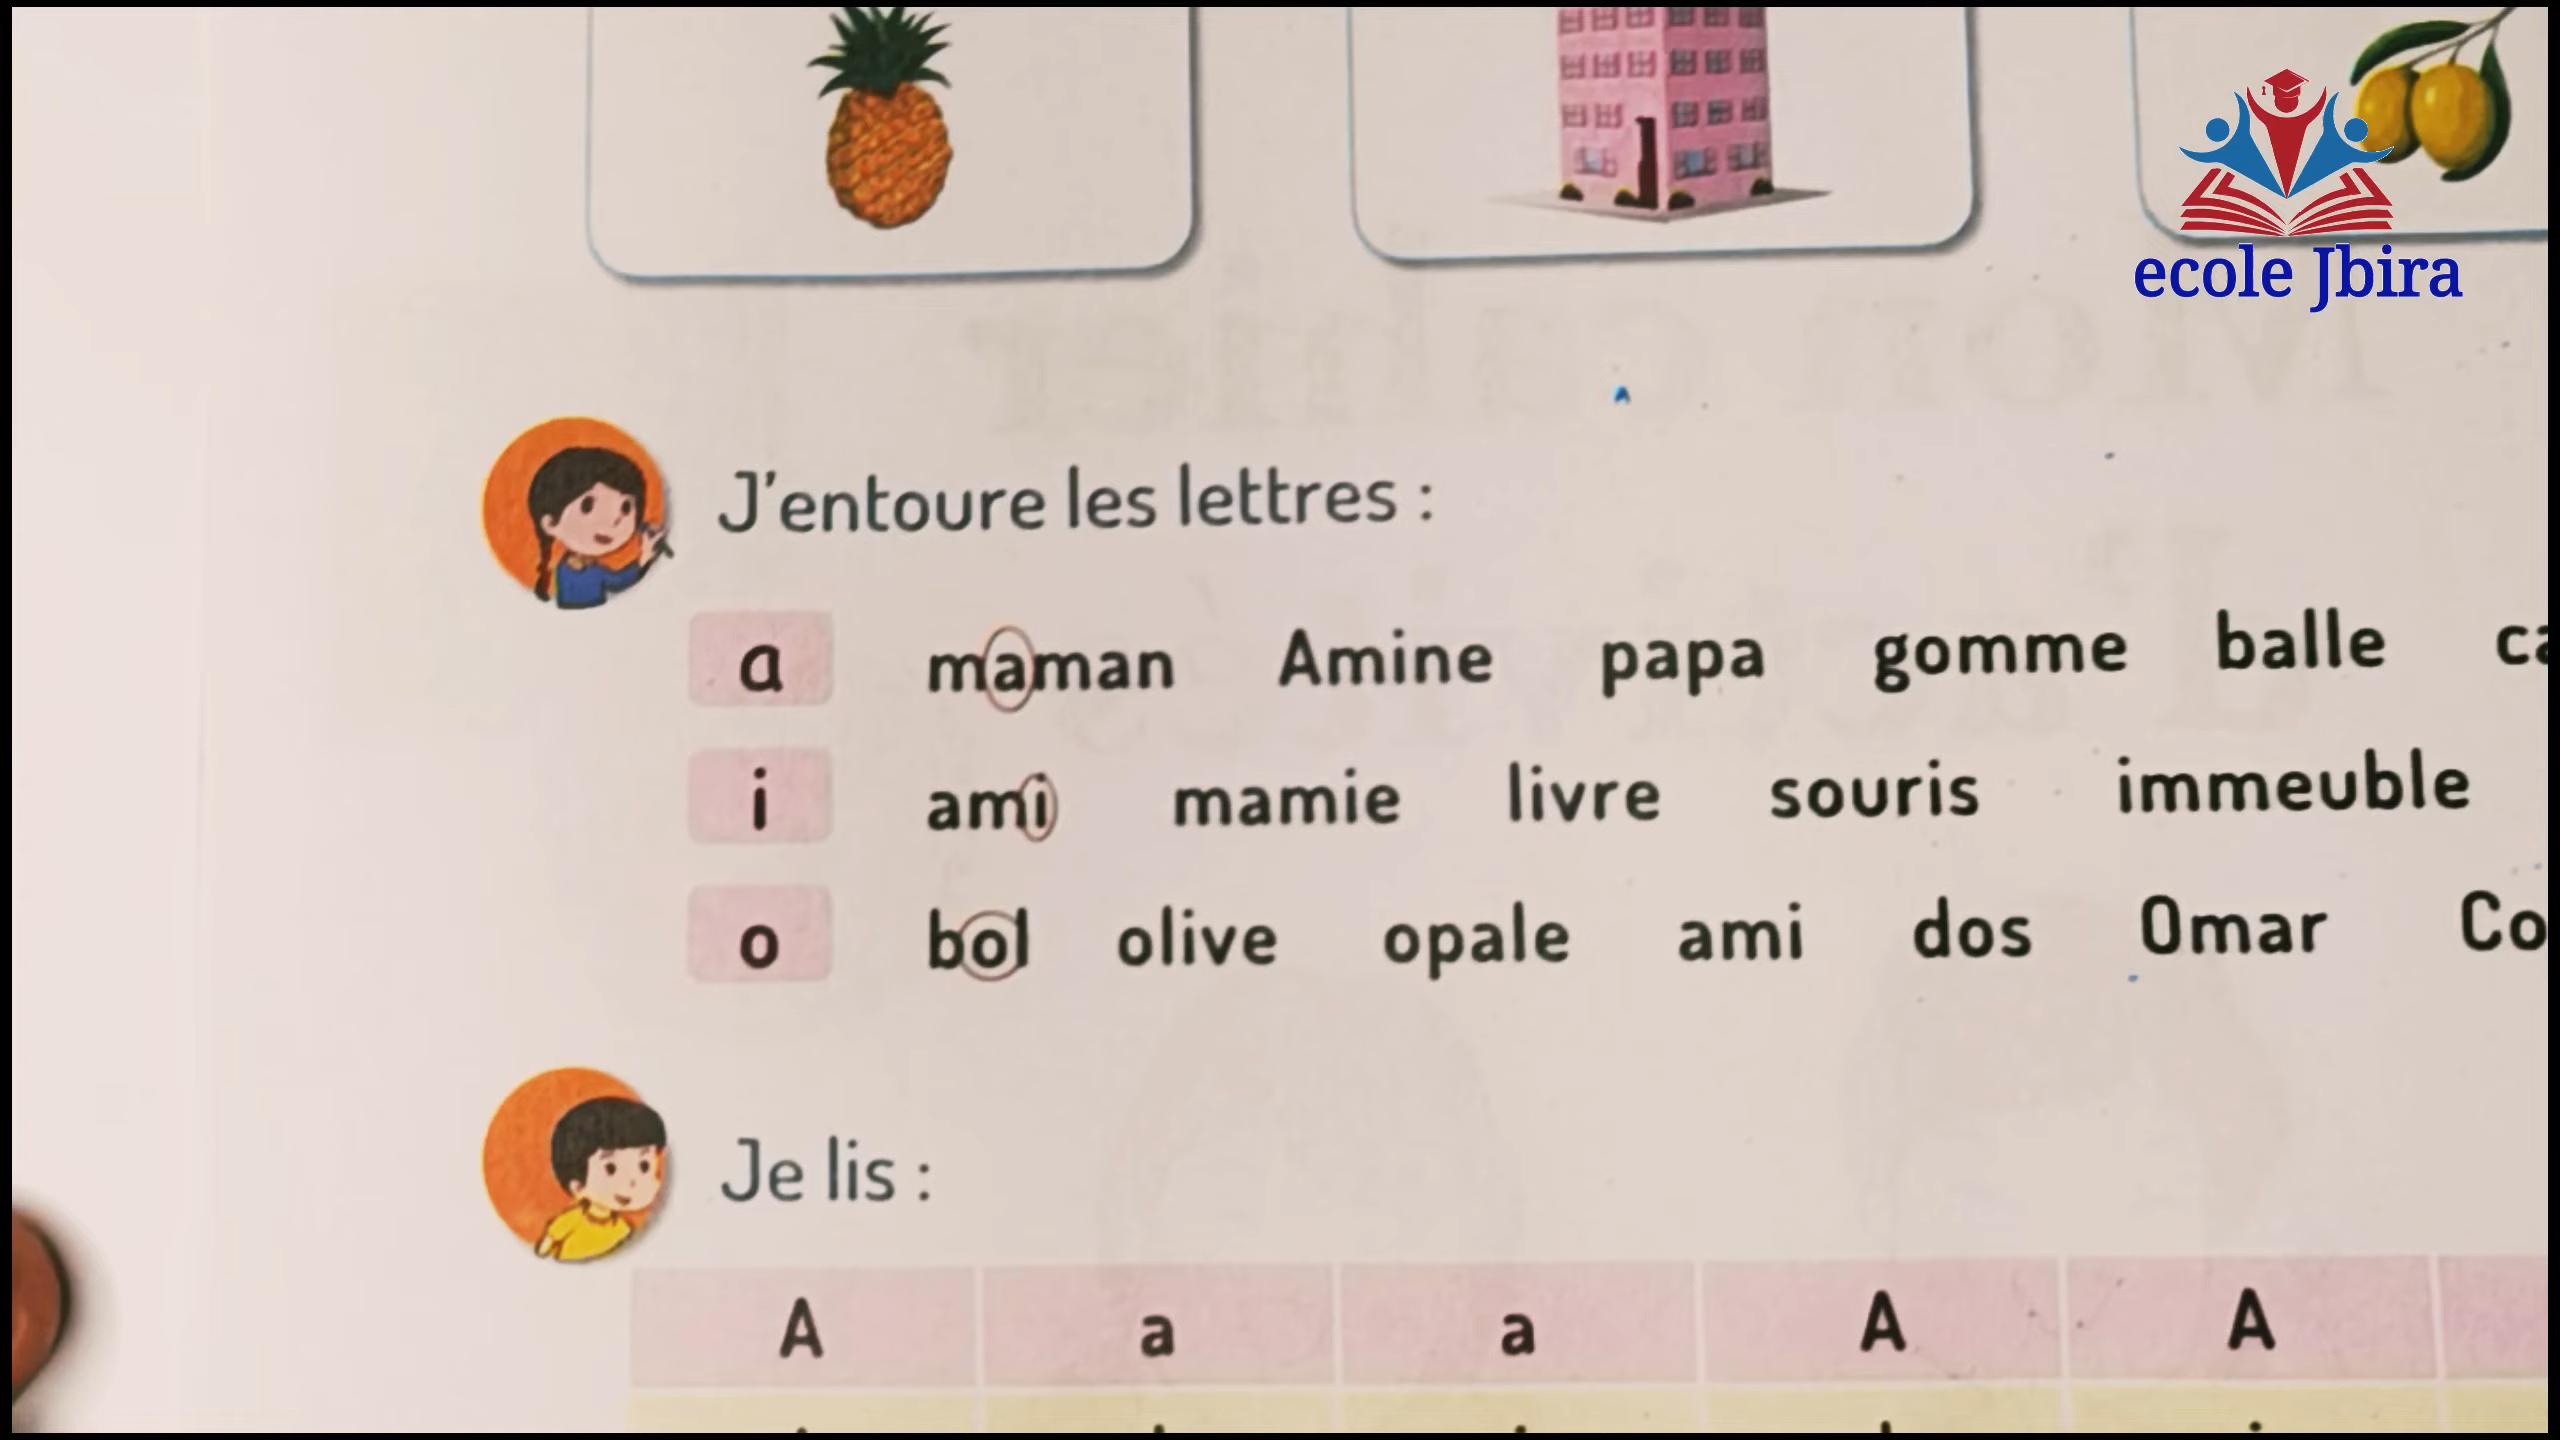 ecole Jbira
J'entoure les lettres :
a maman Amine papa gomme balle
i ami mamie livre souris immeuble
o bol olive opale ami dos Omar
Je lis :
A a a A A